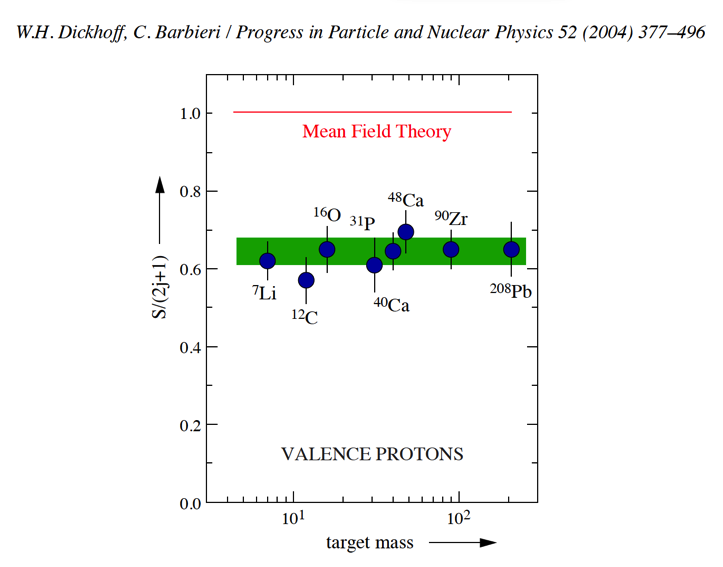 W.H. Dickhoff, C. Barbieri / Progress in Particle and Nuclear Physics 52 (2004) 377–496
1.0
Mean Field Theory
0.8
⁴⁸Ca
¹⁶O
³¹P
⁹⁰Zr
S/(2j+1)
0.6
⁷Li
²⁰⁸Pb
⁴⁰Ca
¹²C
0.4
0.2
VALENCE PROTONS
0.0
10¹
10²
target mass